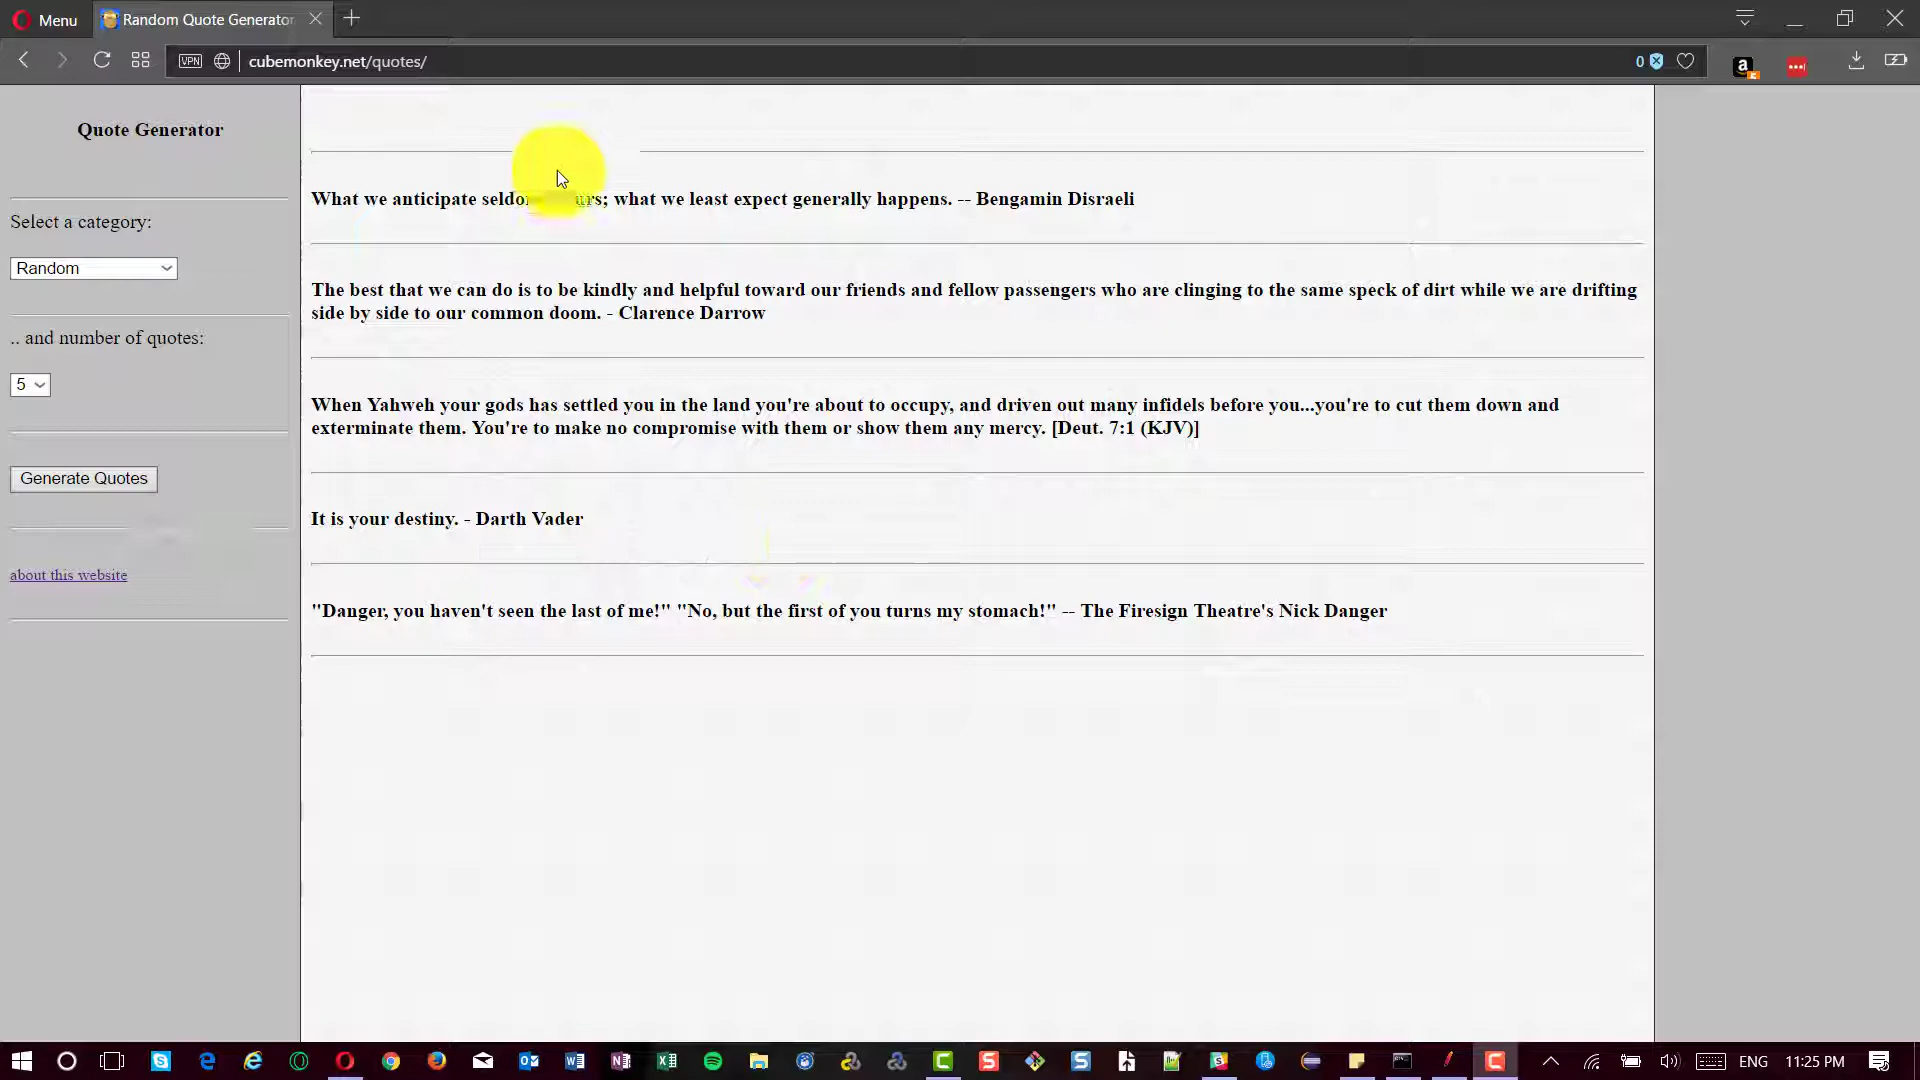 Menu
Random Quote Generator
VPN
cubemonkey.net/quotes/
0
Quote Generator
Select a category:
Random
.. and number of quotes:
5
Generate Quotes
about this website
What we anticipate seldom urs; what we least expect generally happens. -- Bengamin Disraeli
The best that we can do is to be kindly and helpful toward our friends and fellow passengers who are clinging to the same speck of dirt while we are drifting
side by side to our common doom. - Clarence Darrow
When Yahweh your gods has settled you in the land you're about to occupy, and driven out many infidels before you...you're to cut them down and
exterminate them. You're to make no compromise with them or show them any mercy. [Deut. 7:1 (KJV)]
It is your destiny. - Darth Vader
"Danger, you haven't seen the last of me!" "No, but the first of you turns my stomach!" -- The Firesign Theatre's Nick Danger
ENG
11:25 PM